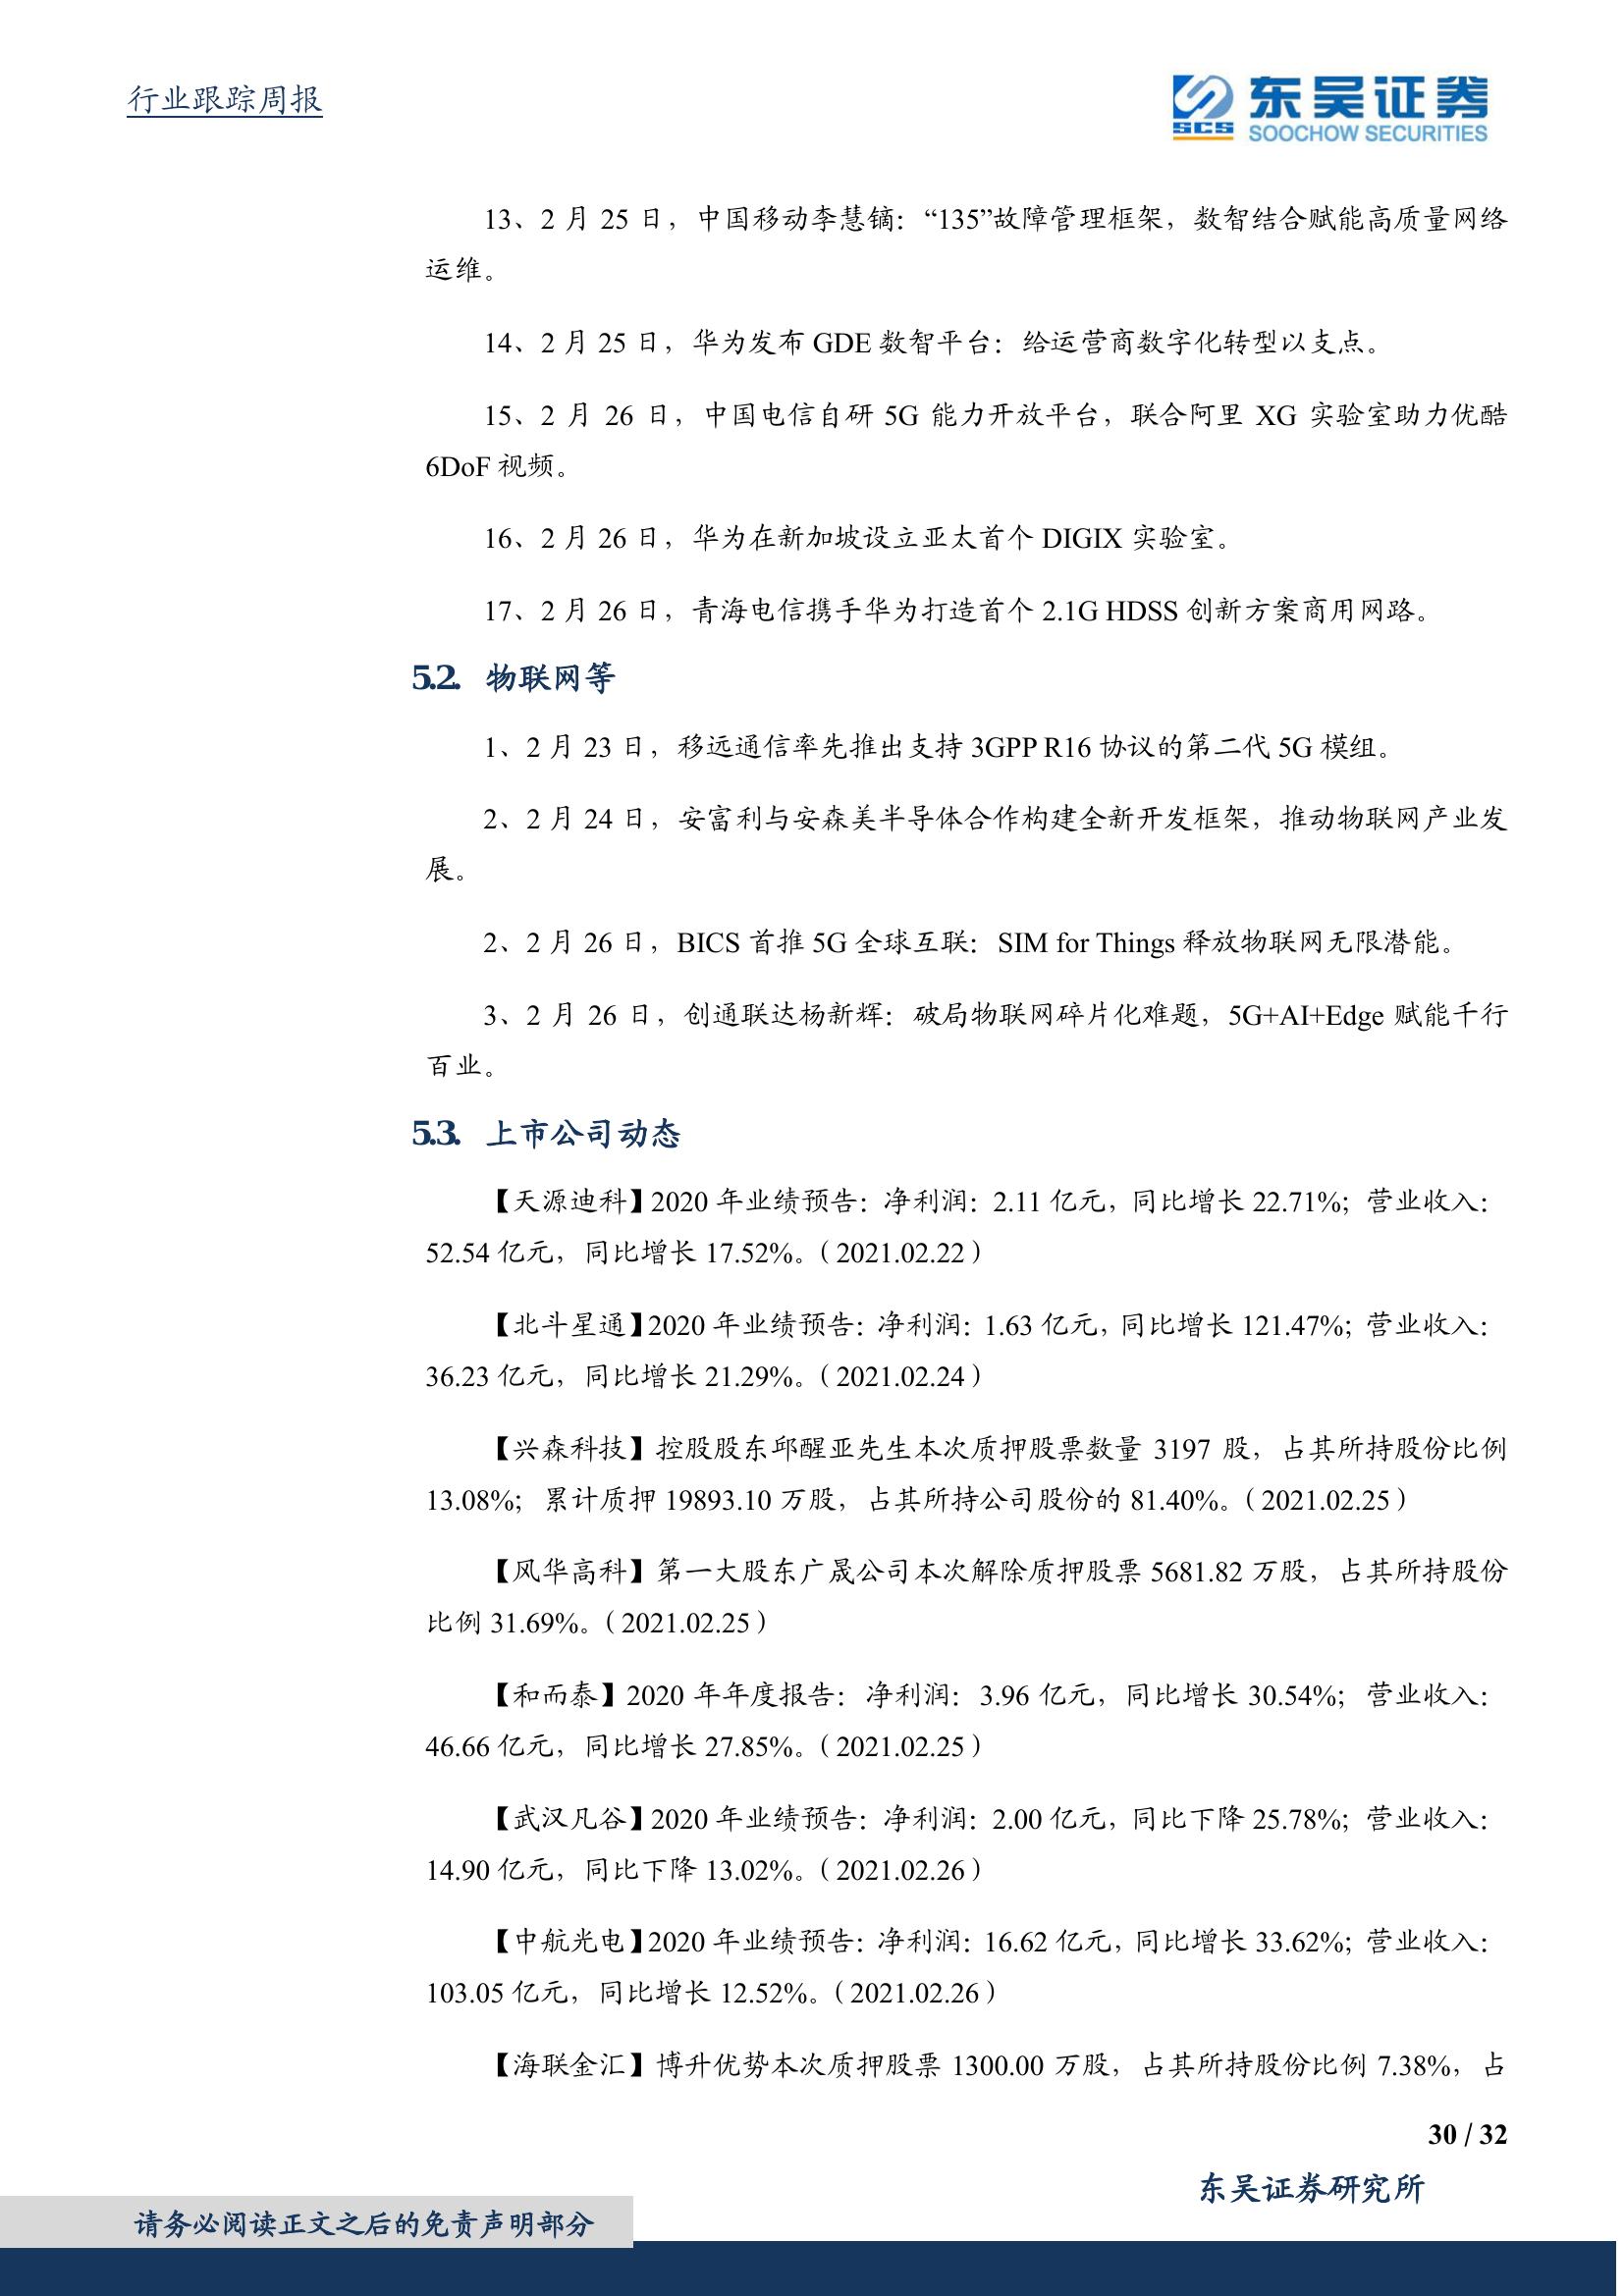 行业跟踪周报
SCS
东吴证券
SOOCHOW SECURITIES
13、2 月 25 日，中国移动李慧镝：“135”故障管理框架，数智结合赋能高质量网络
运维。
14、2 月 25 日，华为发布 GDE 数智平台：给运营商数字化转型以支点。
15、2 月 26 日，中国电信自研 5G 能力开放平台，联合阿里 XG 实验室助力优酷
6DoF 视频。
16、2 月 26 日，华为在新加坡设立亚太首个 DIGIX 实验室。
17、2 月 26 日，青海电信携手华为打造首个 2.1G HDSS 创新方案商用网路。
5.2. 物联网等
1、2 月 23 日，移远通信率先推出支持 3GPP R16 协议的第二代 5G 模组。
2、2 月 24 日，安富利与安森美半导体合作构建全新开发框架，推动物联网产业发
展。
2、2 月 26 日，BICS 首推 5G 全球互联：SIM for Things 释放物联网无限潜能。
3、2 月 26 日，创通联达杨新辉：破局物联网碎片化难题，5G+AI+Edge 赋能千行
百业。
5.3. 上市公司动态
【天源迪科】2020 年业绩预告：净利润：2.11 亿元，同比增长 22.71%；营业收入：
52.54 亿元，同比增长 17.52%。（2021.02.22）
【北斗星通】2020 年业绩预告：净利润：1.63 亿元，同比增长 121.47%；营业收入：
36.23 亿元，同比增长 21.29%。（2021.02.24）
【兴森科技】控股股东邱醒亚先生本次质押股票数量 3197 股，占其所持股份比例
13.08%；累计质押 19893.10 万股，占其所持公司股份的 81.40%。（2021.02.25）
【风华高科】第一大股东广晟公司本次解除质押股票 5681.82 万股，占其所持股份
比例 31.69%。（2021.02.25）
【和而泰】2020 年年度报告：净利润：3.96 亿元，同比增长 30.54%；营业收入：
46.66 亿元，同比增长 27.85%。（2021.02.25）
【武汉凡谷】2020 年业绩预告：净利润：2.00 亿元，同比下降 25.78%；营业收入：
14.90 亿元，同比下降 13.02%。（2021.02.26）
【中航光电】2020 年业绩预告：净利润：16.62 亿元，同比增长 33.62%；营业收入：
103.05 亿元，同比增长 12.52%。（2021.02.26）
【海联金汇】博升优势本次质押股票 1300.00 万股，占其所持股份比例 7.38%，占
30 / 32
东吴证券研究所
请务必阅读正文之后的免责声明部分